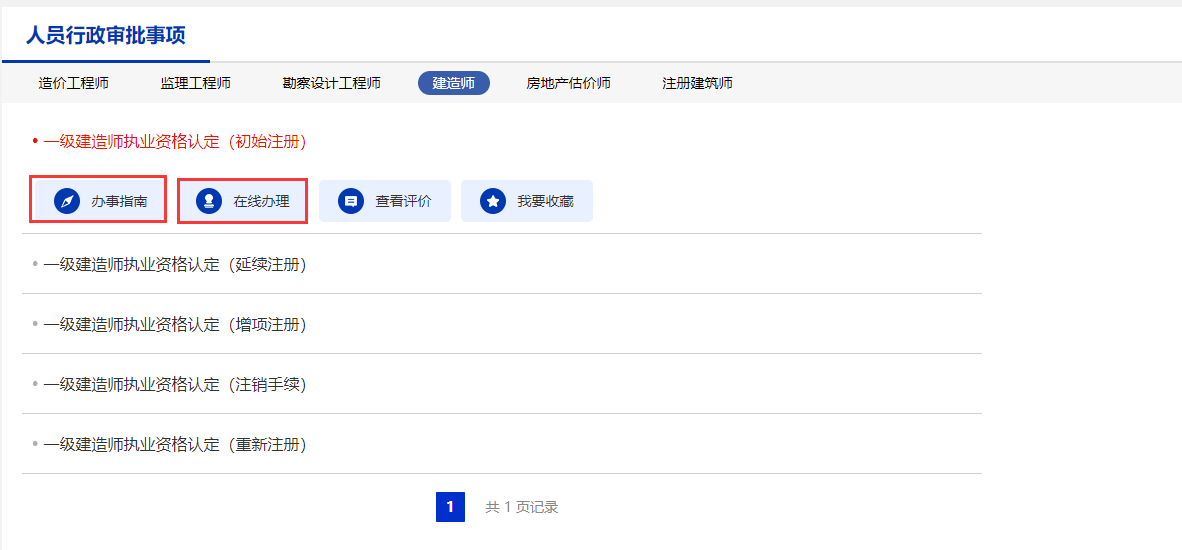 人员行政审批事项
造价工程师 监理工程师 勘察设计工程师 建造师 房地产估价师 注册建筑师
• 一级建造师执业资格认定（初始注册）
办事指南 在线办理 查看评价 我要收藏
• 一级建造师执业资格认定（延续注册）
• 一级建造师执业资格认定（增项注册）
• 一级建造师执业资格认定（注销手续）
• 一级建造师执业资格认定（重新注册）
1 共 1 页记录